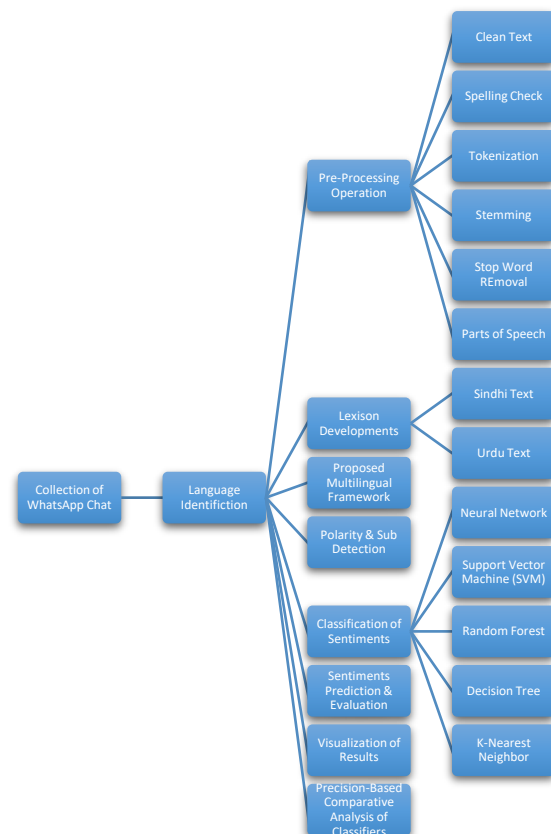 Clean Text
Spelling Check
Tokenization
Pre-Processing
Operation
Stemming
Stop Word
REmoval
Parts of Speech
Sindhi Text
Lexison
Developments
Urdu Text
Collection of
WhatsApp Chat
Language
Identifiction
Proposed
Multilingual
Framework
Neural Network
Polarity & Sub
Detection
Support Vector
Machine (SVM)
Classification of
Sentiments
Random Forest
Sentiments
Prediction &
Evaluation
Decision Tree
Visualization of
Results
K-Nearest
Neighbor
Precision-Based
Comparative
Analysis of
Classifiers